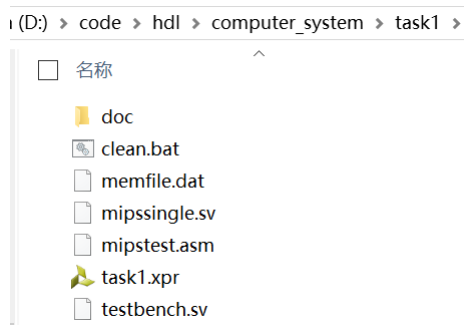 (D:) > code > hdl > computer_system > task1 >
名称
doc
clean.bat
memfile.dat
mipssingle.sv
mipstest.asm
task1.xpr
testbench.sv